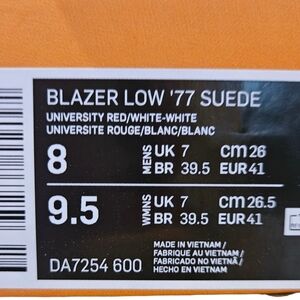 BLAZER LOW '77 SUEDE
UNIVERSITY RED/WHITE-WHITE
UNIVERSITE ROUGE/BLANC/BLANC
8 MENS UK 7 cm 26
BR 39.5 EUR 41
9.5 WMNS UK 7 cm 26.5
BR 39.5 EUR 41
MADE IN VIETNAM /
FABRIQUE AU VIETNAM /
FABRICADO NO VIETNÃ /
HECHO EN VIETNAM
DA7254 600